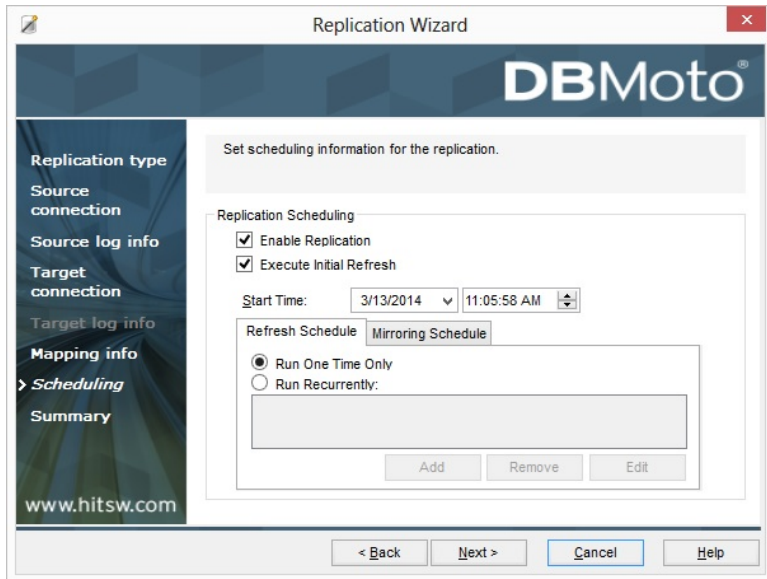 Replication Wizard
DBMoto®
Replication type
Source
connection
Source log info
Target
connection
Target log info
Mapping info
Scheduling
Summary
www.hitsw.com
Set scheduling information for the replication.
Replication Scheduling
Enable Replication
Execute Initial Refresh
Start Time: 3/13/2014 11:05:58 AM
Refresh Schedule Mirroring Schedule
Run One Time Only
Run Recurrently:
Add Remove Edit
< Back Next > Cancel Help